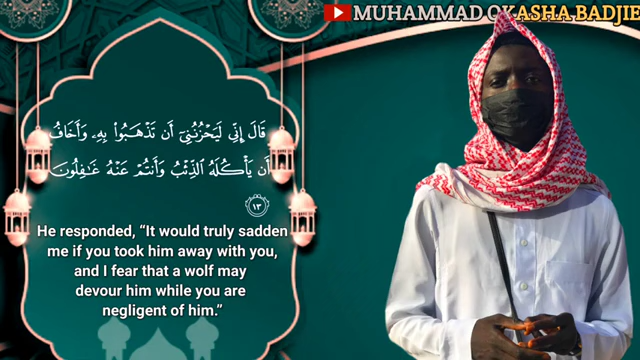 MUHAMMAD OKASHA BADJIE
قَالَ إِنِّي لَيَحْزُنُنِيٓ أَن تَذْهَبُوا۟ بِهِۦ وَأَخَافُ
أَن يَأْكُلَهُ ٱلذِّئْبُ وَأَنتُمْ عَنْهُ غَـٰفِلُونَ
١٣
He responded, “It would truly sadden
me if you took him away with you,
and I fear that a wolf may
devour him while you are
negligent of him.”